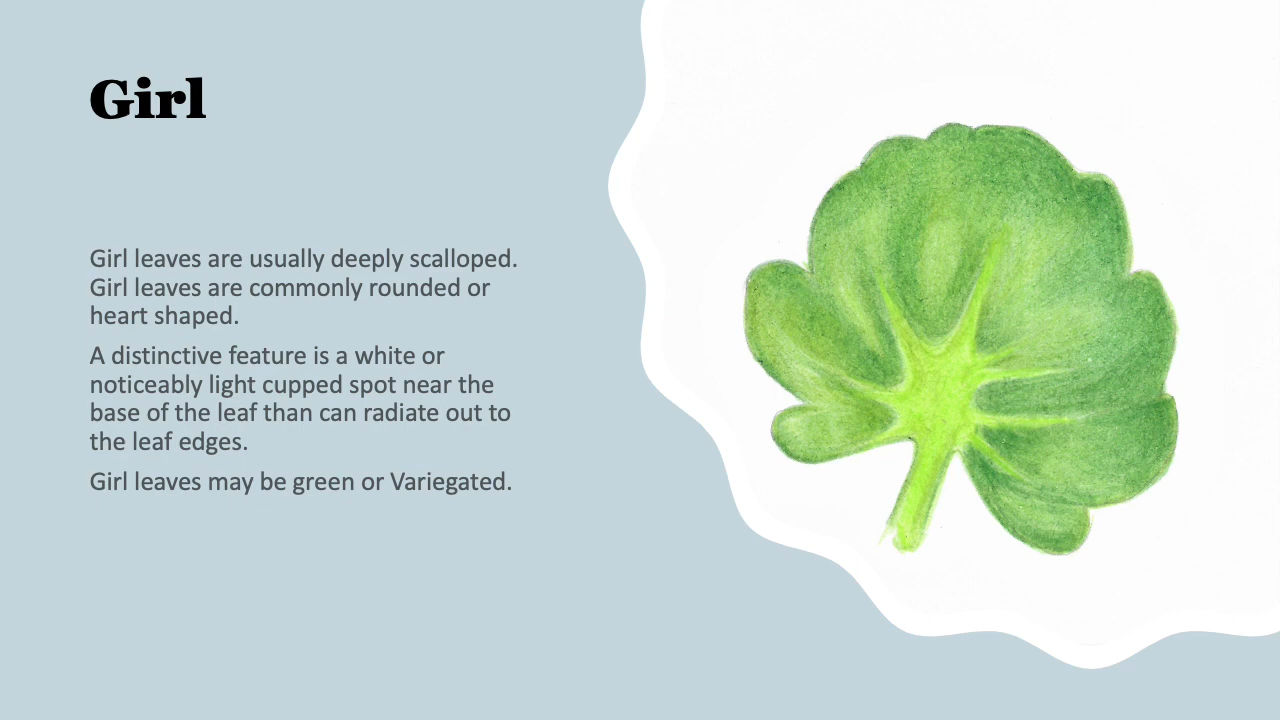 Girl
Girl leaves are usually deeply scalloped.
Girl leaves are commonly rounded or
heart shaped.
A distinctive feature is a white or
noticeably light cupped spot near the
base of the leaf than can radiate out to
the leaf edges.
Girl leaves may be green or Variegated.